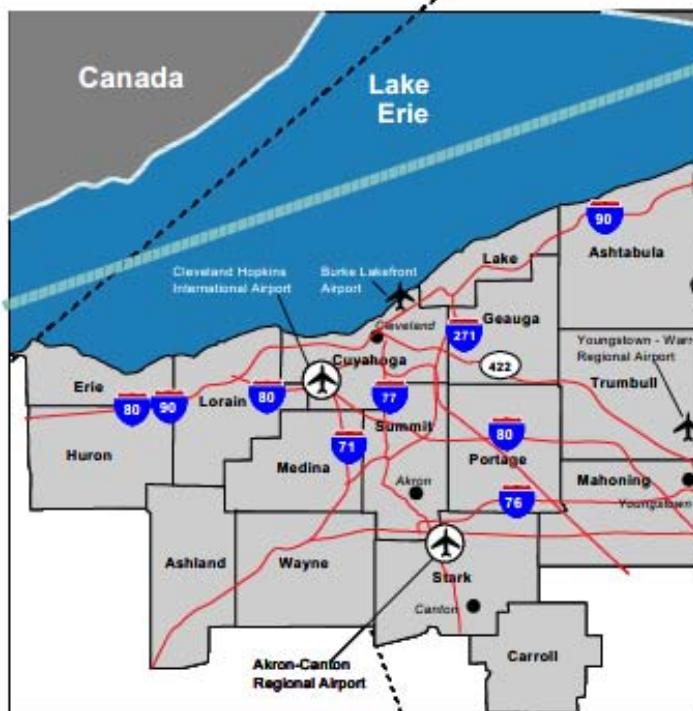 Canada
Lake
Erie
90
Ashtabula
Lake
Cleveland Hopkins
International Airport
Burke Lakefront
Airport
Geauga
271
Cleveland
Youngstown - Warr
Regional Airport
Cuyahoga
422
Trumbull
Erie
80
90
Lorain
80
77
Summit
71
80
Huron
Medina
Portage
Akron
Mahoning
76
Youngstown
Ashland
Wayne
Stark
Canton
Akron-Canton
Regional Airport
Carroll